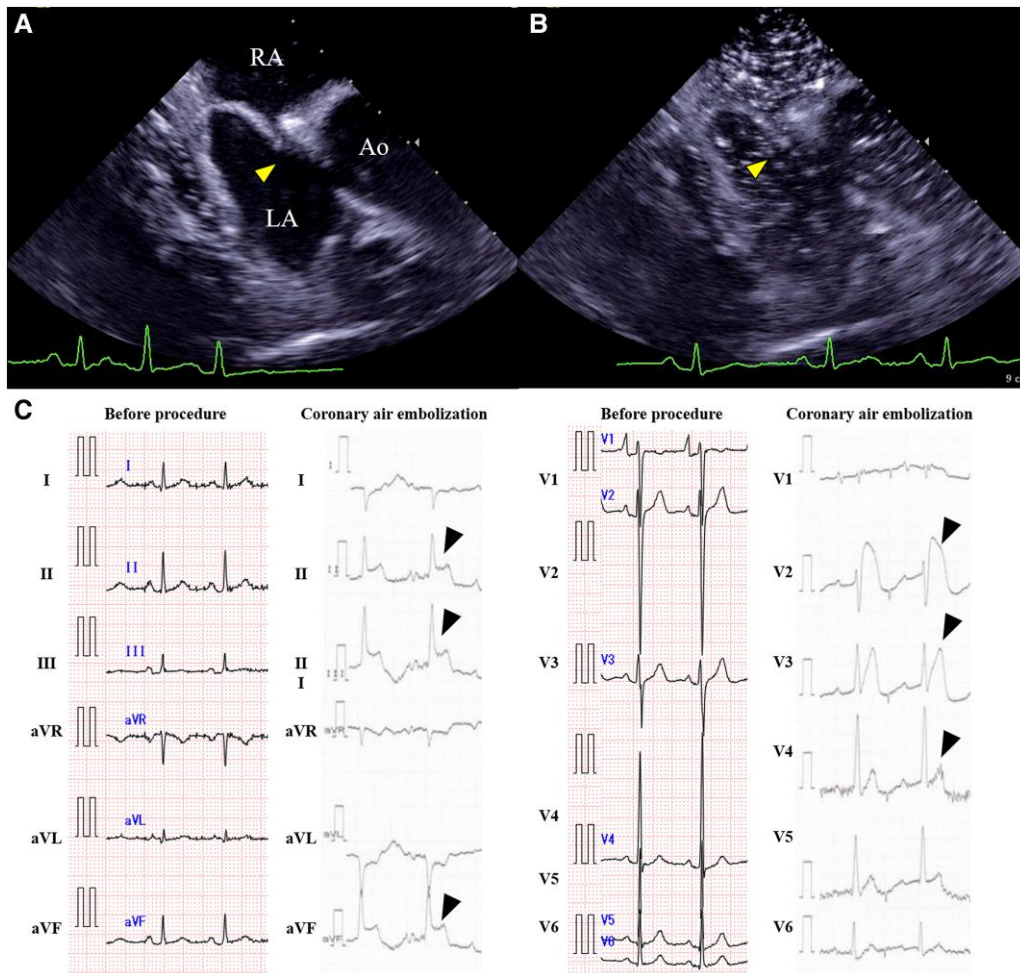 A
RA
Ao
LA
B
9 c
C
Before procedure
Coronary air embolization
Before procedure
Coronary air embolization
I
I
I
II
II
II
III
III
II
I
aVR
aVR
aVR
aVL
aVL
aVL
aVF
aVF
aVF
V1
V1
V1
V2
V2
V2
V3
V3
V3
V4
V4
V4
V5
V5
V5
V6
V6
V6